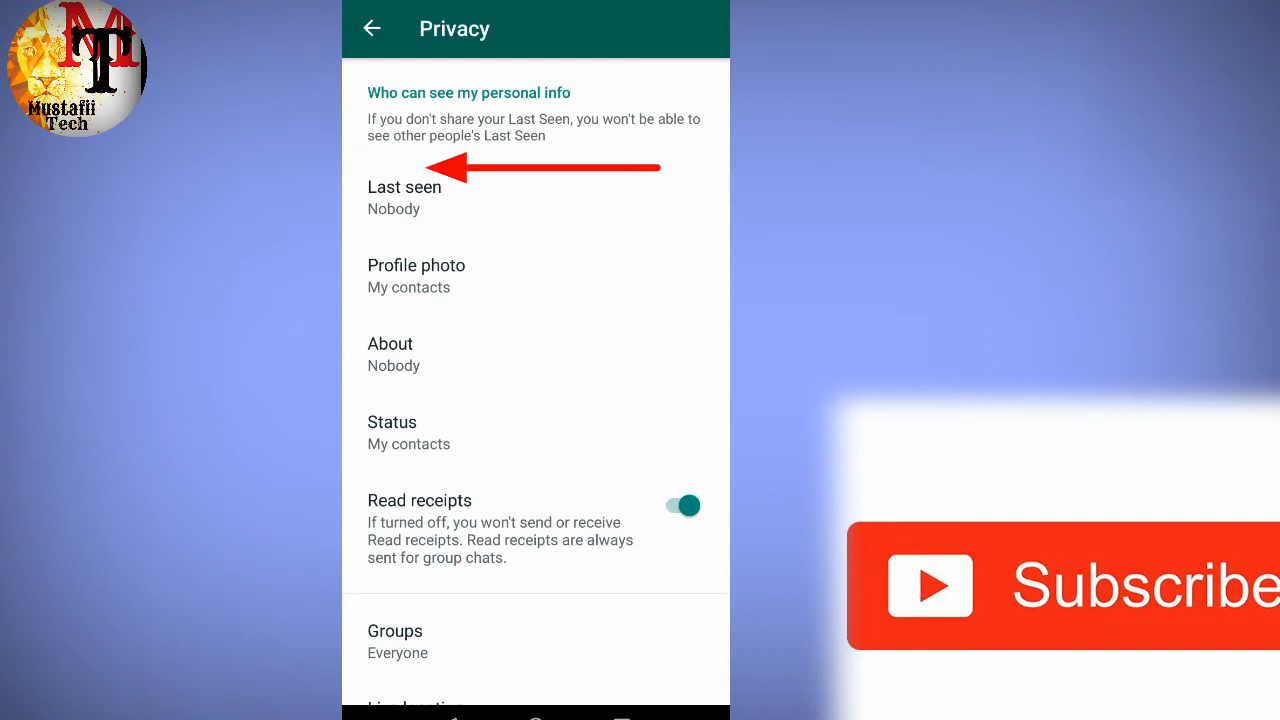 MT
Mustafii
Tech
Privacy
Who can see my personal info
If you don't share your Last Seen, you won't be able to
see other people's Last Seen
Last seen
Nobody
Profile photo
My contacts
About
Nobody
Status
My contacts
Read receipts
If turned off, you won't send or receive
Read receipts. Read receipts are always
sent for group chats.
Groups
Everyone
Live location
Subscribe